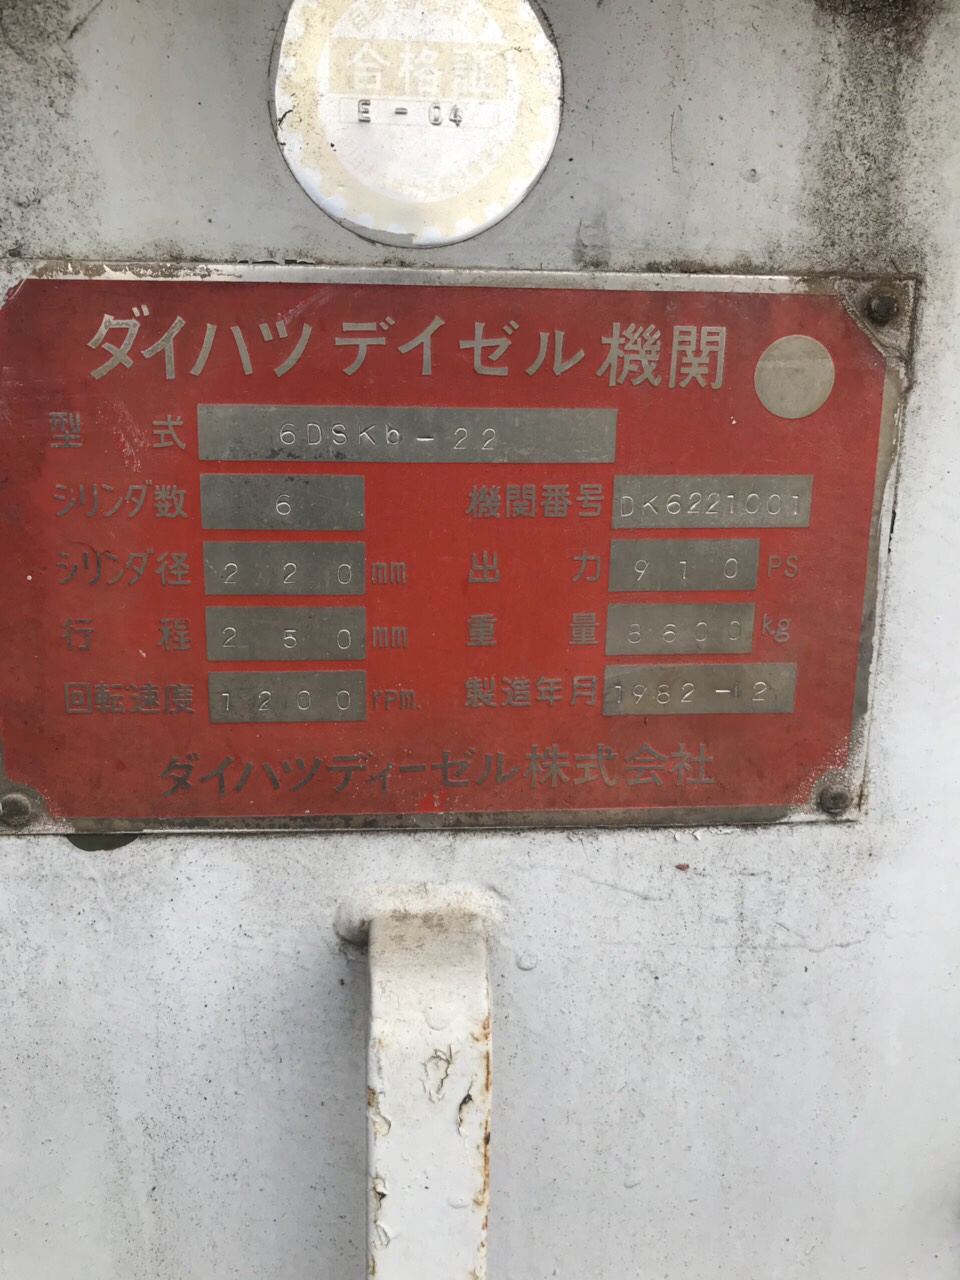 合格証
E-04
ダイハツデイゼル機関
型式 6DSKb-22
シリンダ数 6 機関番号 DK6221001
シリンダ径 220 mm 出力 910 PS
行程 250 mm 重量 8600 kg
回転速度 1200 rpm. 製造年月 1982-12
ダイハツディーゼル株式会社